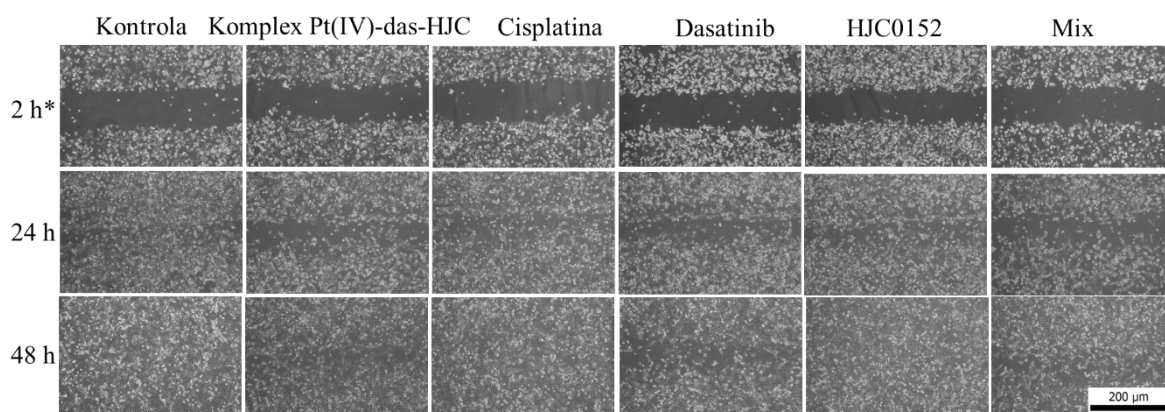 Kontrola Komplex Pt(IV)-das-HJC Cisplatina Dasatinib HJC0152 Mix
2 h*
24 h
48 h
200 µm